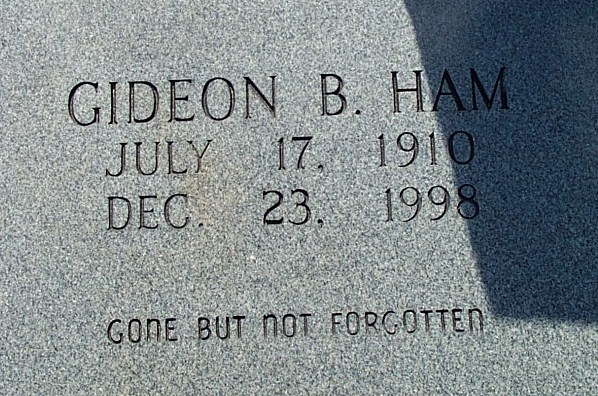 GIDEON B. HAM
JULY 17, 1910
DEC. 23, 1998
GONE BUT NOT FORGOTTEN